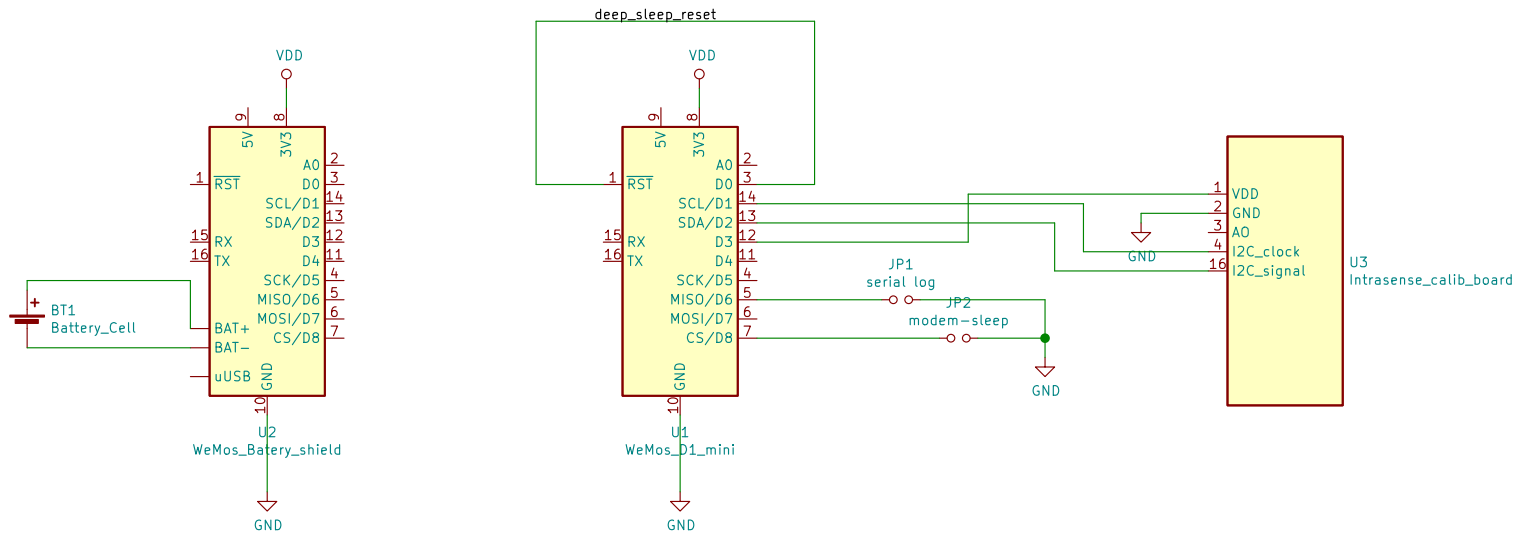 deep_sleep_reset
VDD
9
8
5V
3V3
1
RST
A0
2
D0
3
SCL/D1
14
SDA/D2
13
15
RX
D3
12
16
TX
D4
11
SCK/D5
4
MISO/D6
5
MOSI/D7
6
BAT+
CS/D8
7
BAT-
uUSB
GND
10
U2
WeMos_Batery_shield
GND
+
BT1
Battery_Cell
VDD
9
8
5V
3V3
1
RST
A0
2
D0
3
SCL/D1
14
SDA/D2
13
15
RX
D3
12
16
TX
D4
11
SCK/D5
4
MISO/D6
5
MOSI/D7
6
CS/D8
7
GND
10
U1
WeMos_D1_mini
GND
JP1
serial log
JP2
modem-sleep
GND
GND
1
VDD
2
GND
3
AO
4
I2C_clock
16
I2C_signal
U3
Intrasense_calib_board